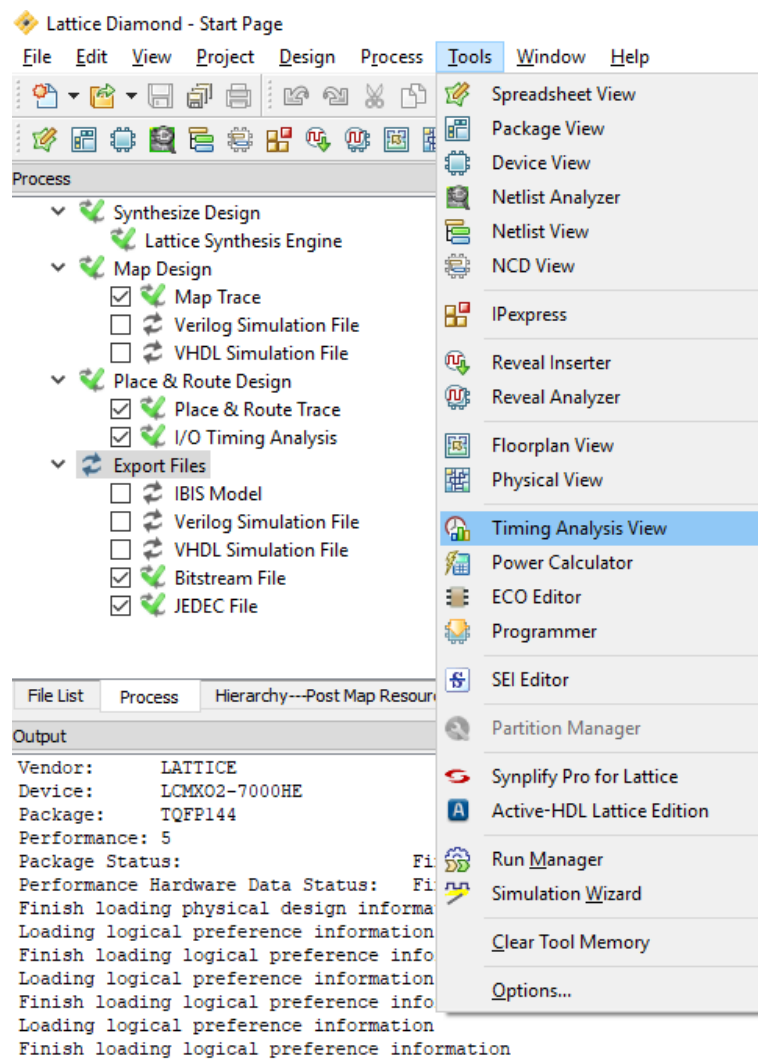 Lattice Diamond - Start Page
File Edit View Project Design Process Tools Window Help
Process
Synthesize Design
Lattice Synthesis Engine
Map Design
Map Trace
Verilog Simulation File
VHDL Simulation File
Place & Route Design
Place & Route Trace
I/O Timing Analysis
Export Files
IBIS Model
Verilog Simulation File
VHDL Simulation File
Bitstream File
JEDEC File
Spreadsheet View
Package View
Device View
Netlist Analyzer
Netlist View
NCD View
IPexpress
Reveal Inserter
Reveal Analyzer
Floorplan View
Physical View
Timing Analysis View
Power Calculator
ECO Editor
Programmer
SEI Editor
Partition Manager
Synplify Pro for Lattice
A Active-HDL Lattice Edition
Run Manager
Simulation Wizard
Clear Tool Memory
Options...
File List Process Hierarchy---Post Map Resour
Output
Vendor: LATTICE
Device: LCMXO2-7000HE
Package: TQFP144
Performance: 5
Package Status: Fi
Performance Hardware Data Status: Fi
Finish loading physical design informa
Loading logical preference information
Finish loading logical preference info
Loading logical preference information
Finish loading logical preference info
Loading logical preference information
Finish loading logical preference information